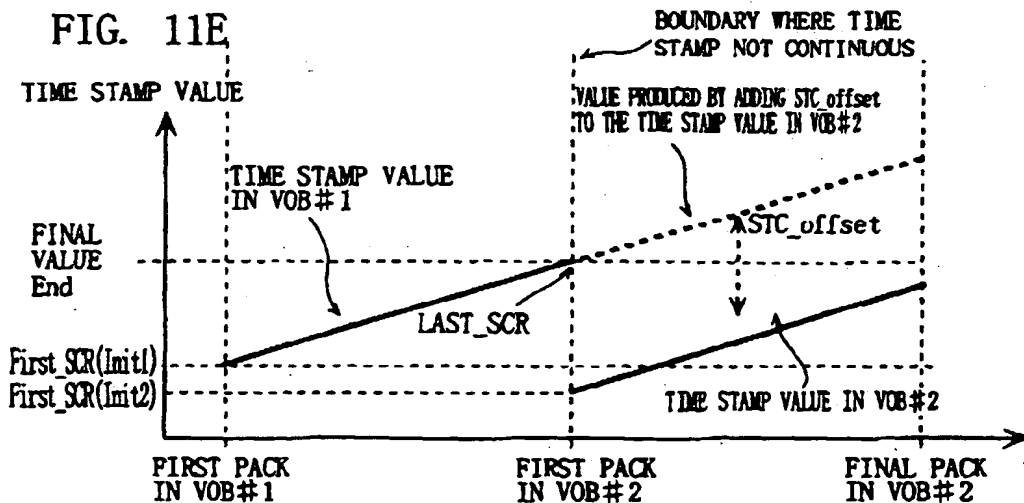 FIG. 11E
BOUNDARY WHERE TIME
STAMP NOT CONTINUOUS
TIME STAMP VALUE
VALUE PRODUCED BY ADDING STC_offset
TO THE TIME STAMP VALUE IN VOB#2
TIME STAMP VALUE
IN VOB#1
STC_offset
FINAL
VALUE
End
LAST_SCR
First_SCR(Init1)
First_SCR(Init2)
TIME STAMP VALUE IN VOB#2
FIRST PACK
IN VOB#1
FIRST PACK
IN VOB#2
FINAL PACK
IN VOB#2